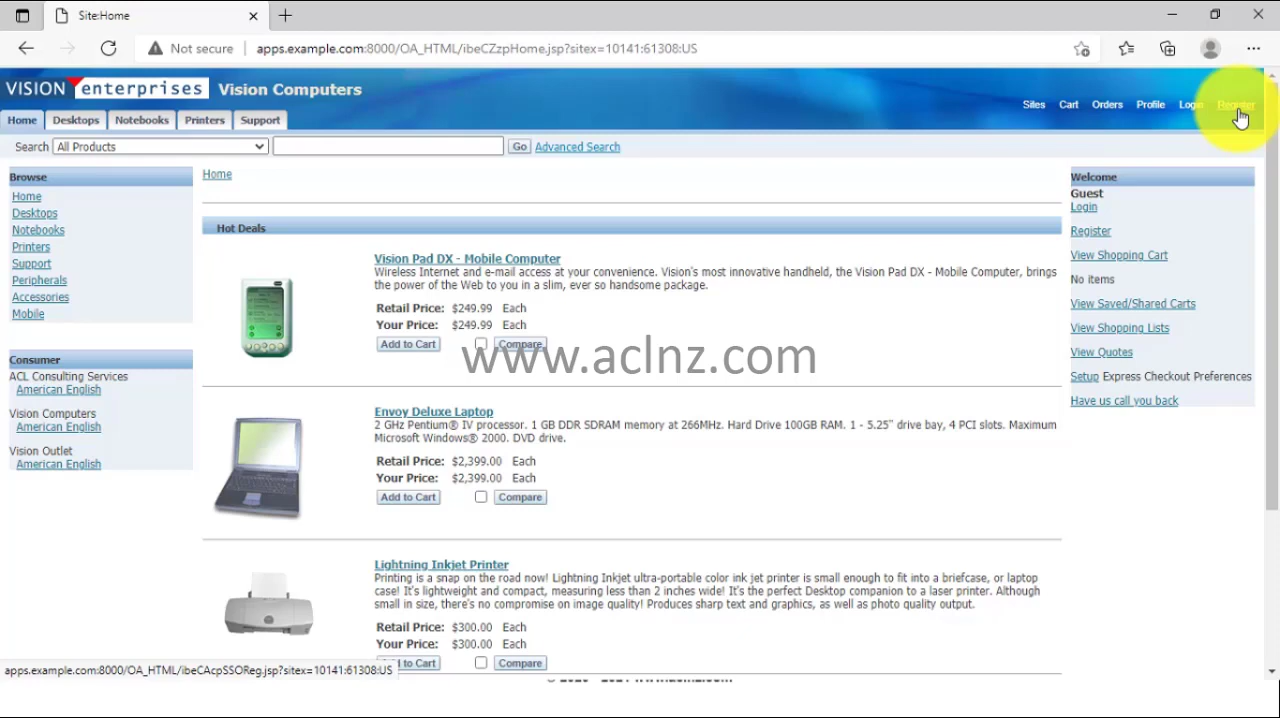 Site:Home
Not secure
apps.example.com:8000/OA_HTML/ibeCZzpHome.jsp?sitex=10141:61308:US
VISION enterprises Vision Computers
Sites Cart Orders Profile Login Register
Home Desktops Notebooks Printers Support
Search All Products Go Advanced Search
Browse
Home
Desktops
Notebooks
Printers
Support
Peripherals
Accessories
Mobile
Consumer
ACL Consulting Services
American English
Vision Computers
American English
Vision Outlet
American English
Home
Hot Deals
Vision Pad DX - Mobile Computer
Wireless Internet and e-mail access at your convenience. Vision's most innovative handheld, the Vision Pad DX - Mobile Computer, brings
the power of the Web to you in a slim, ever so handsome package.
Retail Price: $249.99 Each
Your Price: $249.99 Each
Add to Cart Compare
www.aclnz.com
Envoy Deluxe Laptop
2 GHz Pentium® IV processor. 1 GB DDR SDRAM memory at 266MHz. Hard Drive 100GB RAM. 1 - 5.25" drive bay, 4 PCI slots. Maximum
Microsoft Windows® 2000. DVD drive.
Retail Price: $2,399.00 Each
Your Price: $2,399.00 Each
Add to Cart Compare
Lightning Inkjet Printer
Printing is a snap on the road now! Lightning Inkjet ultra-portable color ink jet printer is small enough to fit into a briefcase, or laptop
case! It's lightweight and compact, measuring less than 2 inches wide! It's the perfect Desktop companion to a laser printer. Although
small in size, there's no compromise on image quality! Produces sharp text and graphics, as well as photo quality output.
Retail Price: $300.00 Each
Your Price: $300.00 Each
to Cart Compare
Welcome
Guest
Login
Register
View Shopping Cart
No items
View Saved/Shared Carts
View Shopping Lists
View Quotes
Setup Express Checkout Preferences
Have us call you back
apps.example.com:8000/OA_HTML/ibeCAcpSSOReg.jsp?sitex=10141:61308:US